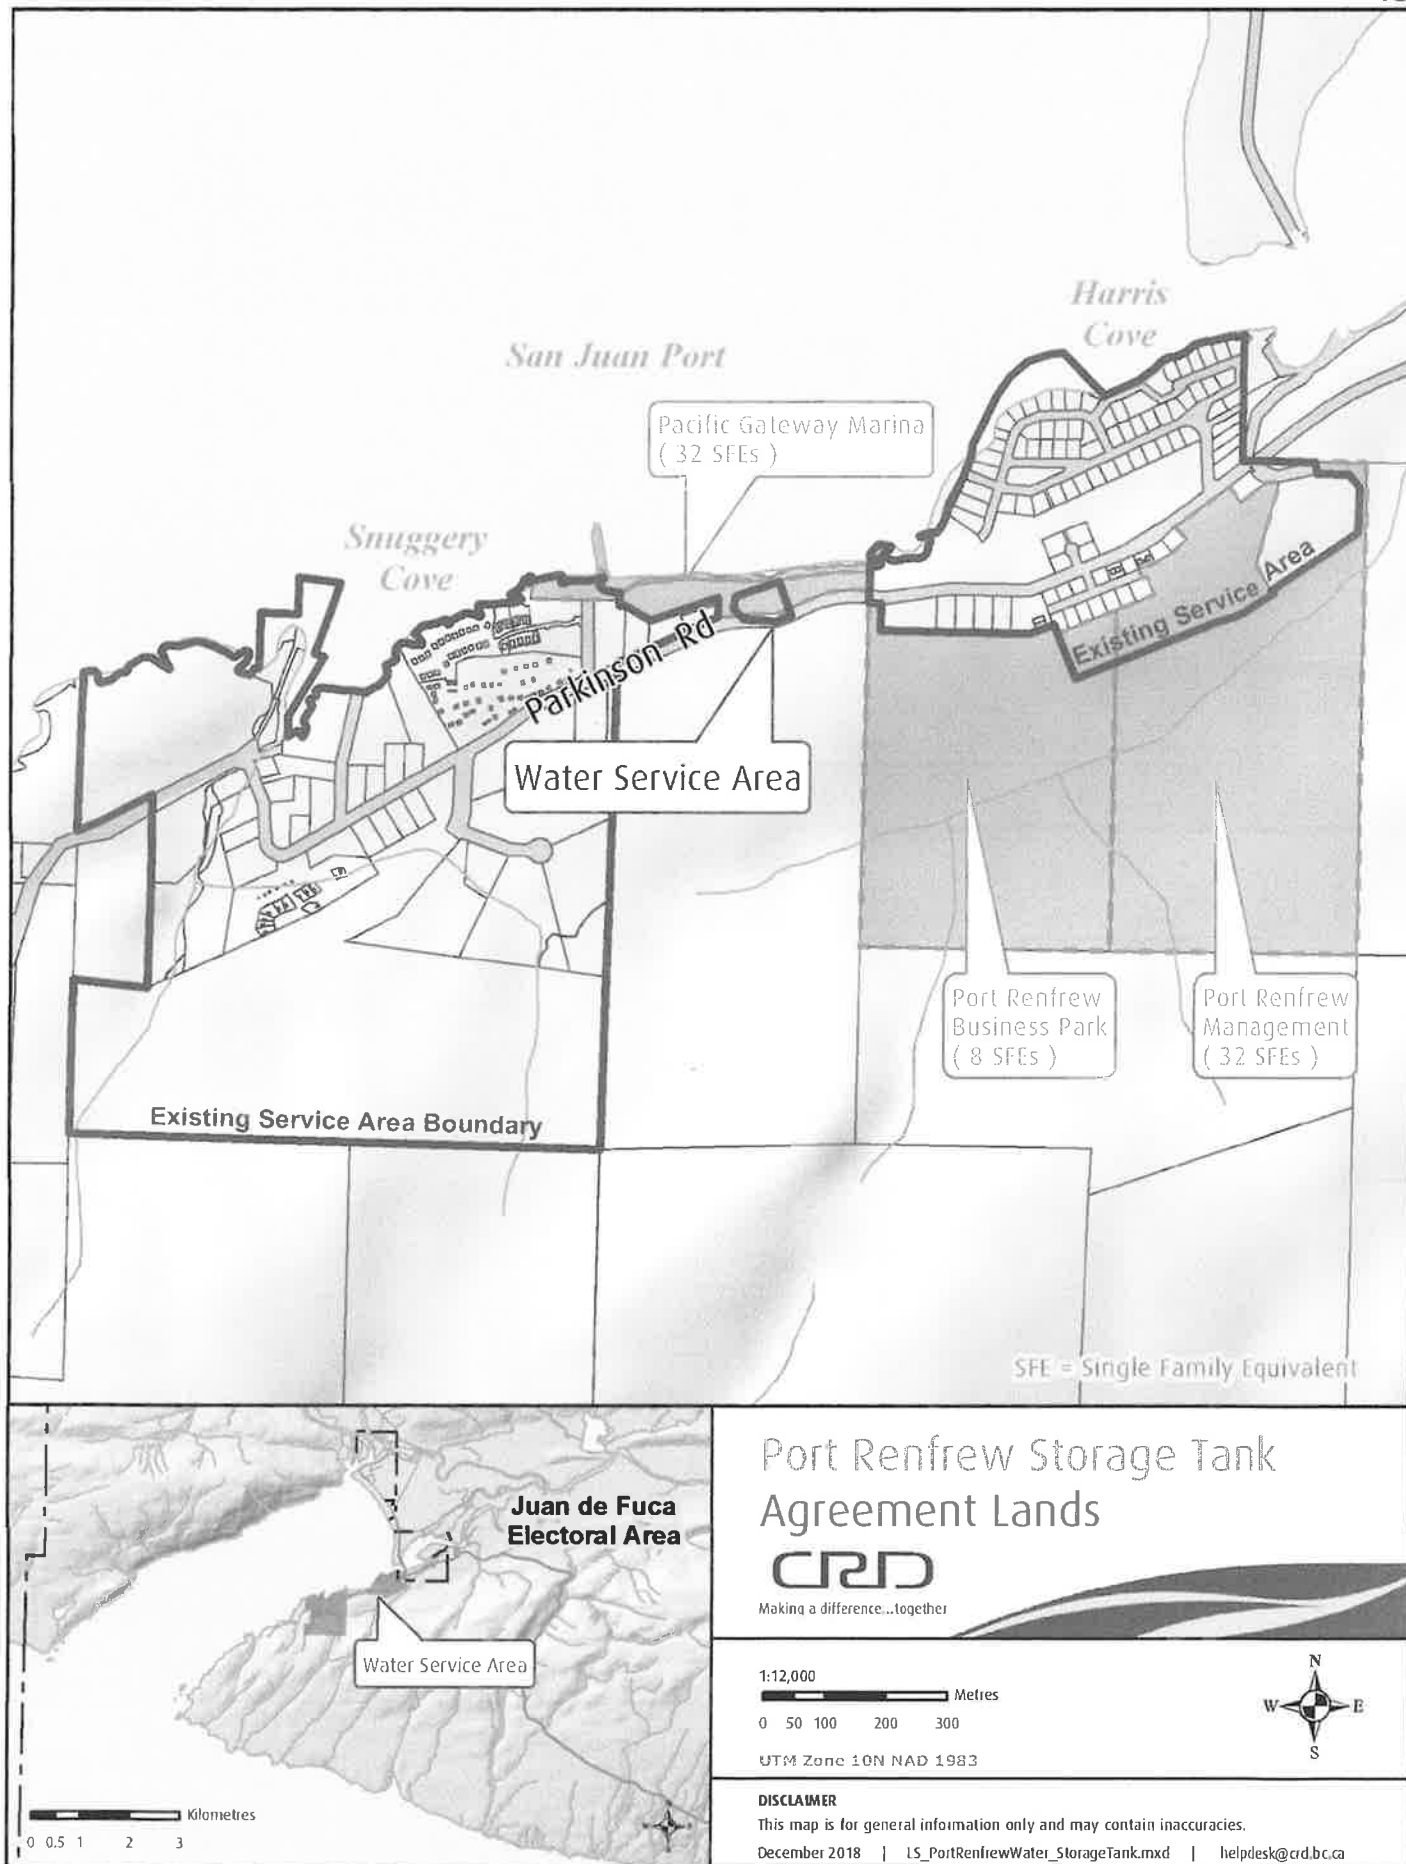 Harris
Cove
San Juan Port
Pacific Gateway Marina
( 32 SFEs )
Snuggery
Cove
Existing Service Area
Parkinson Rd
Water Service Area
Port Renfrew
Business Park
( 8 SFEs )
Port Renfrew
Management
( 32 SFEs )
Existing Service Area Boundary
SFE = Single Family Equivalent
Juan de Fuca
Electoral Area
Water Service Area
Kilometres
0 0.5 1 2 3
Port Renfrew Storage Tank
Agreement Lands
CRD
Making a difference...together
1:12,000
Metres
0 50 100 200 300
UTM Zone 10N NAD 1983
N
W E
S
DISCLAIMER
This map is for general information only and may contain inaccuracies.
December 2018 | LS_PortRenfrewWater_StorageTank.mxd | helpdesk@crd.bc.ca